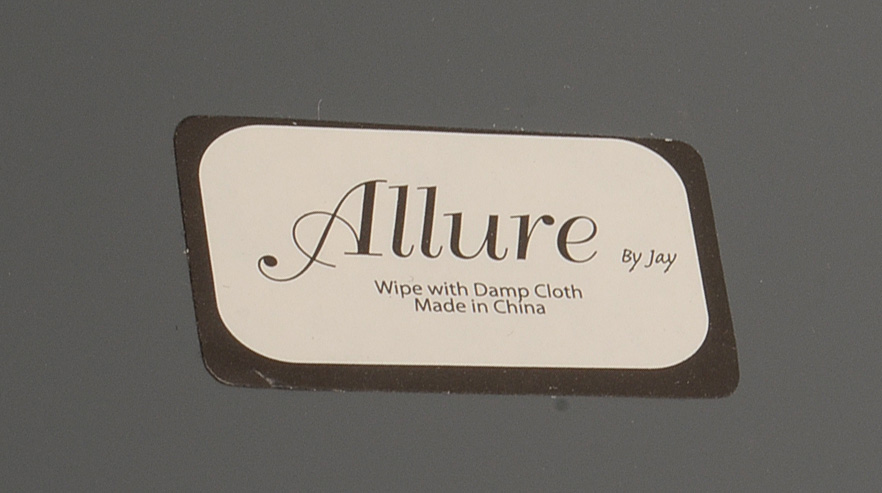 Allure By Jay
Wipe with Damp Cloth
Made in China